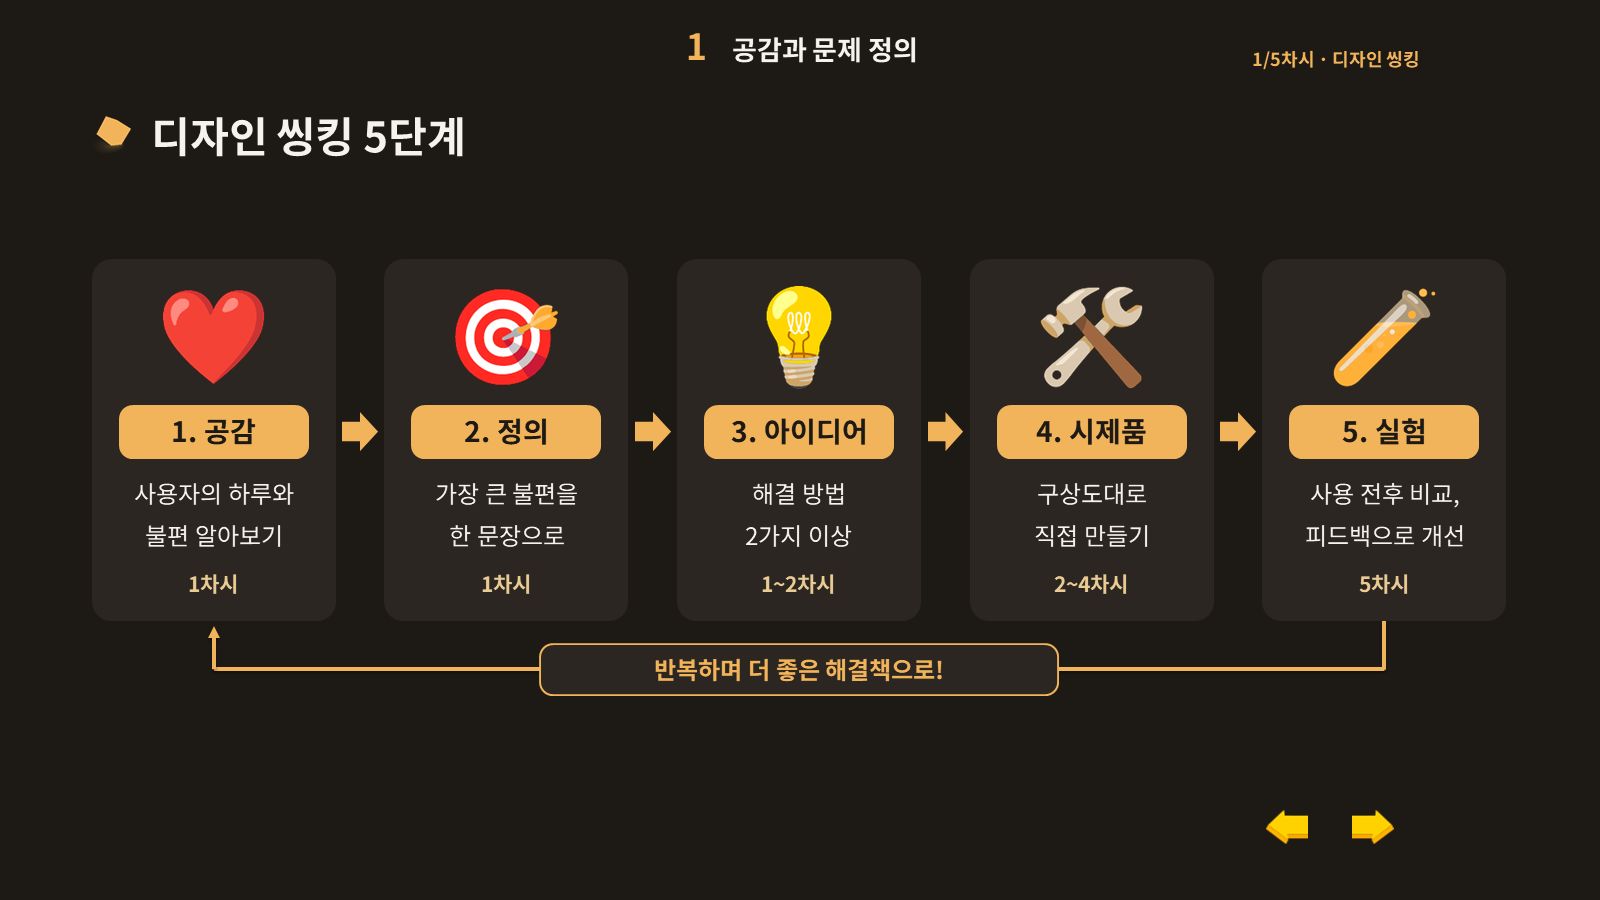 1 공감과 문제 정의
1/5차시 · 디자인 씽킹
디자인 씽킹 5단계
1. 공감
사용자의 하루와
불편 알아보기
1차시
2. 정의
가장 큰 불편을
한 문장으로
1차시
3. 아이디어
해결 방법
2가지 이상
1~2차시
4. 시제품
구상도대로
직접 만들기
2~4차시
5. 실험
사용 전후 비교,
피드백으로 개선
5차시
반복하며 더 좋은 해결책으로!